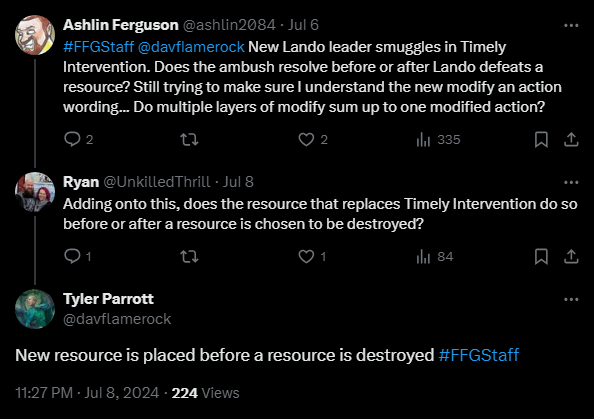 Ashlin Ferguson @ashlin2084 · Jul 6
#FFGStaff @davflamerock New Lando leader smuggles in Timely
Intervention. Does the ambush resolve before or after Lando defeats a
resource? Still trying to make sure I understand the new modify an action
wording... Do multiple layers of modify sum up to one modified action?
2 2 335
Ryan @UnkilledThrill · Jul 8
Adding onto this, does the resource that replaces Timely Intervention do so
before or after a resource is chosen to be destroyed?
1 1 84
Tyler Parrott
@davflamerock
New resource is placed before a resource is destroyed #FFGStaff
11:27 PM · Jul 8, 2024 · 224 Views